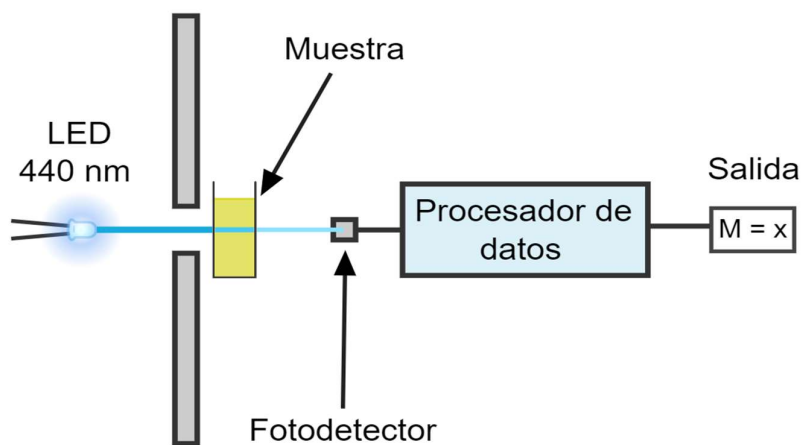 Muestra
LED
440 nm
Salida
Procesador de
datos
M = x
Fotodetector